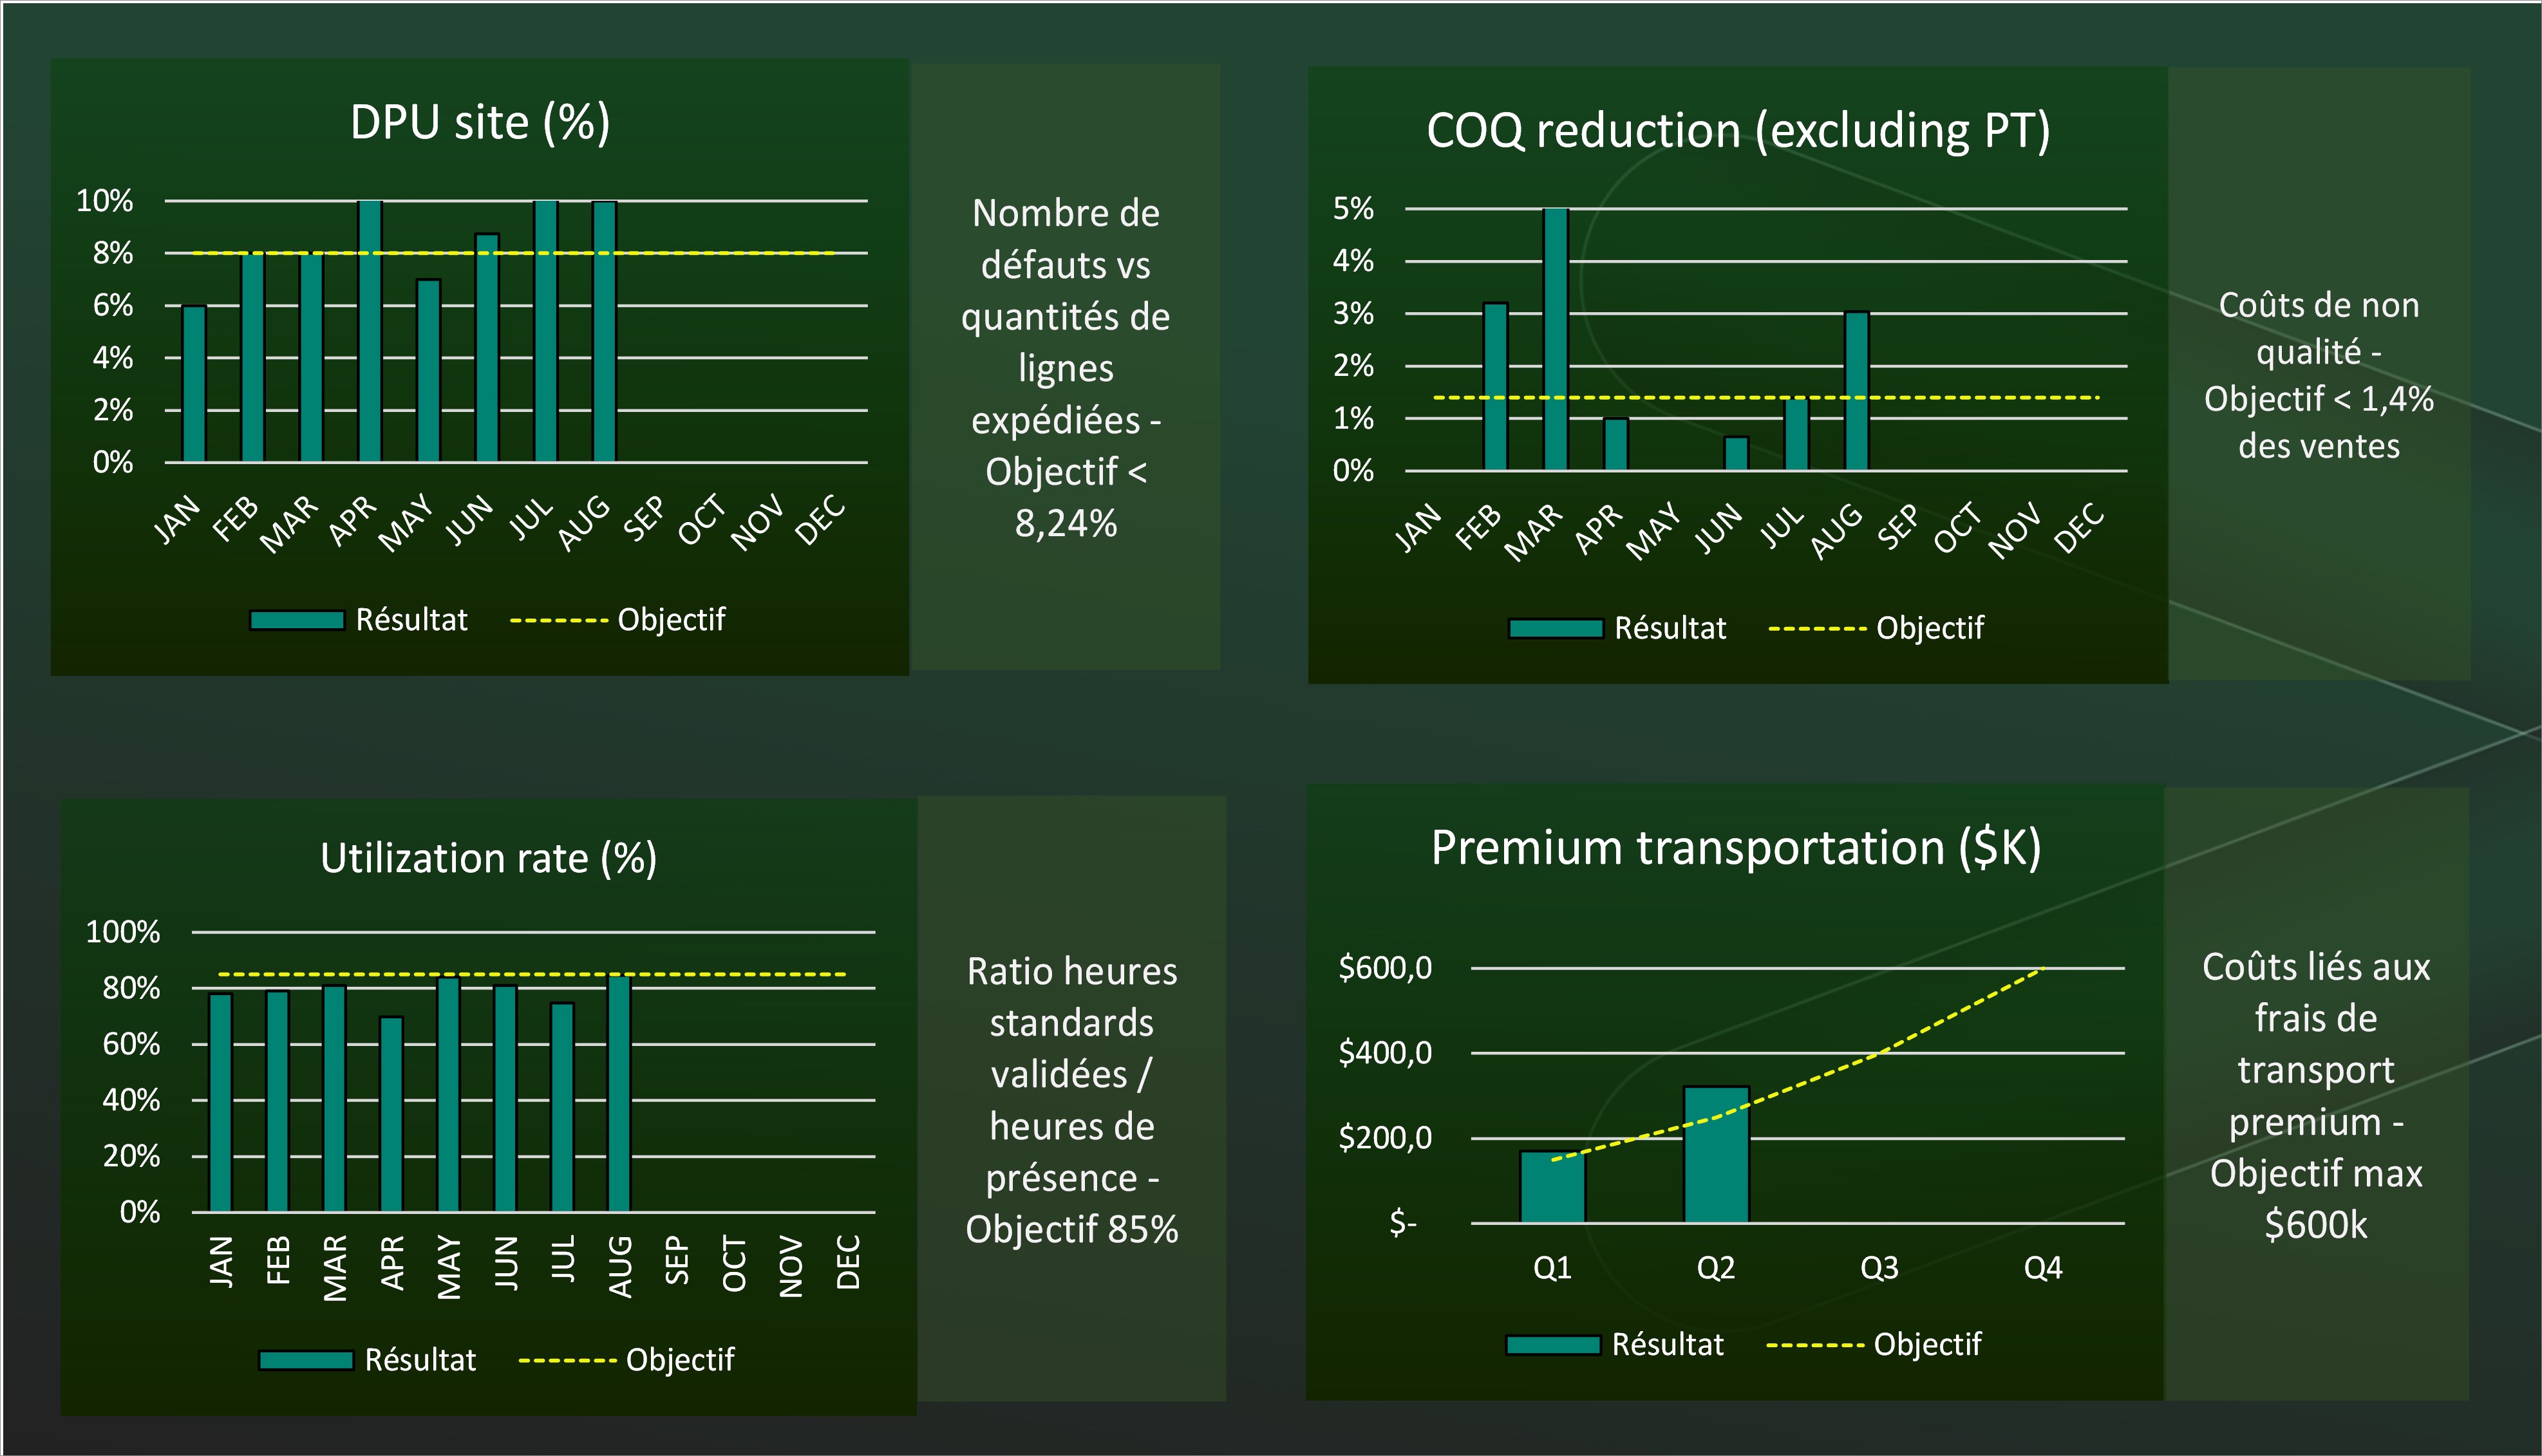 DPU site (%)
10%
8%
6%
4%
2%
0%
JAN FEB MAR APR MAY JUN JUL AUG SEP OCT NOV DEC
Résultat Objectif
Nombre de
défauts vs
quantités de
lignes
expédiées -
Objectif <
8,24%
COQ reduction (excluding PT)
5%
4%
3%
2%
1%
0%
JAN FEB MAR APR MAY JUN JUL AUG SEP OCT NOV DEC
Résultat Objectif
Coûts de non
qualité -
Objectif < 1,4%
des ventes
Utilization rate (%)
100%
80%
60%
40%
20%
0%
JAN FEB MAR APR MAY JUN JUL AUG SEP OCT NOV DEC
Résultat Objectif
Ratio heures
standards
validées /
heures de
présence -
Objectif 85%
Premium transportation ($K)
$600,0
$400,0
$200,0
$-
Q1 Q2 Q3 Q4
Résultat Objectif
Coûts liés aux
frais de
transport
premium -
Objectif max
$600k